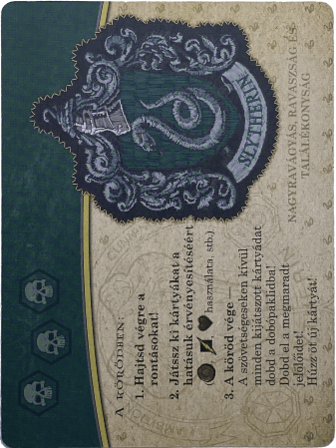 SLYTHERIN
NAGYRAVÁGYÁS, RAVASZSÁG ÉS
TALÁLÉKONYSÁG
A KÖRÖDBEN:
1. Hajtsd végre a
rontásokat!
2. Játssz ki kártyákat a
hatásuk érvényesítéséért
használata, stb.)
3. A köröd vége —
A szövetségeseken kívül
minden kijátszott kártyádat
dobd a dobópaklidba!
Dobd el a megmaradt
jelölőidet!
Húzz öt új kártyát!